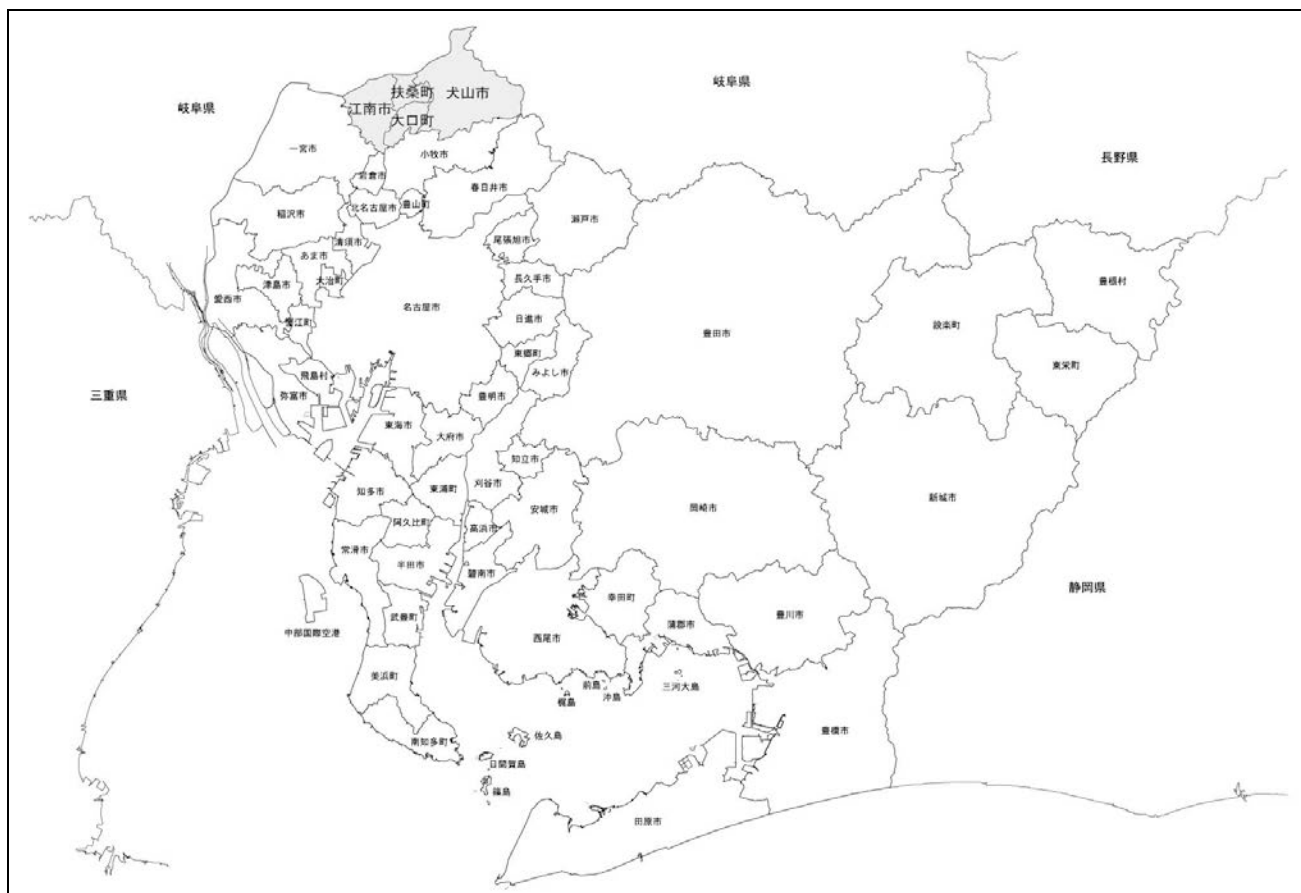 岐阜県
岐阜県
長野県
三重県
静岡県
扶桑町
犬山市
江南市
大口町
一宮市
小牧市
岩倉市
春日井市
稲沢市
北名古屋市
豊山町
瀬戸市
清須市
尾張旭市
あま市
津島市
大治町
長久手市
愛西市
名古屋市
蟹江町
日進市
豊田市
設楽町
豊根村
東郷町
みよし市
東栄町
飛島村
弥富市
豊明市
東海市
大府市
知立市
知多市
東浦町
刈谷市
安城市
岡崎市
新城市
阿久比町
高浜市
常滑市
半田市
碧南市
幸田町
豊川市
武豊町
蒲郡市
中部国際空港
西尾市
美浜町
前島
三河大島
梶島
沖島
豊橋市
南知多町
佐久島
日間賀島
篠島
田原市